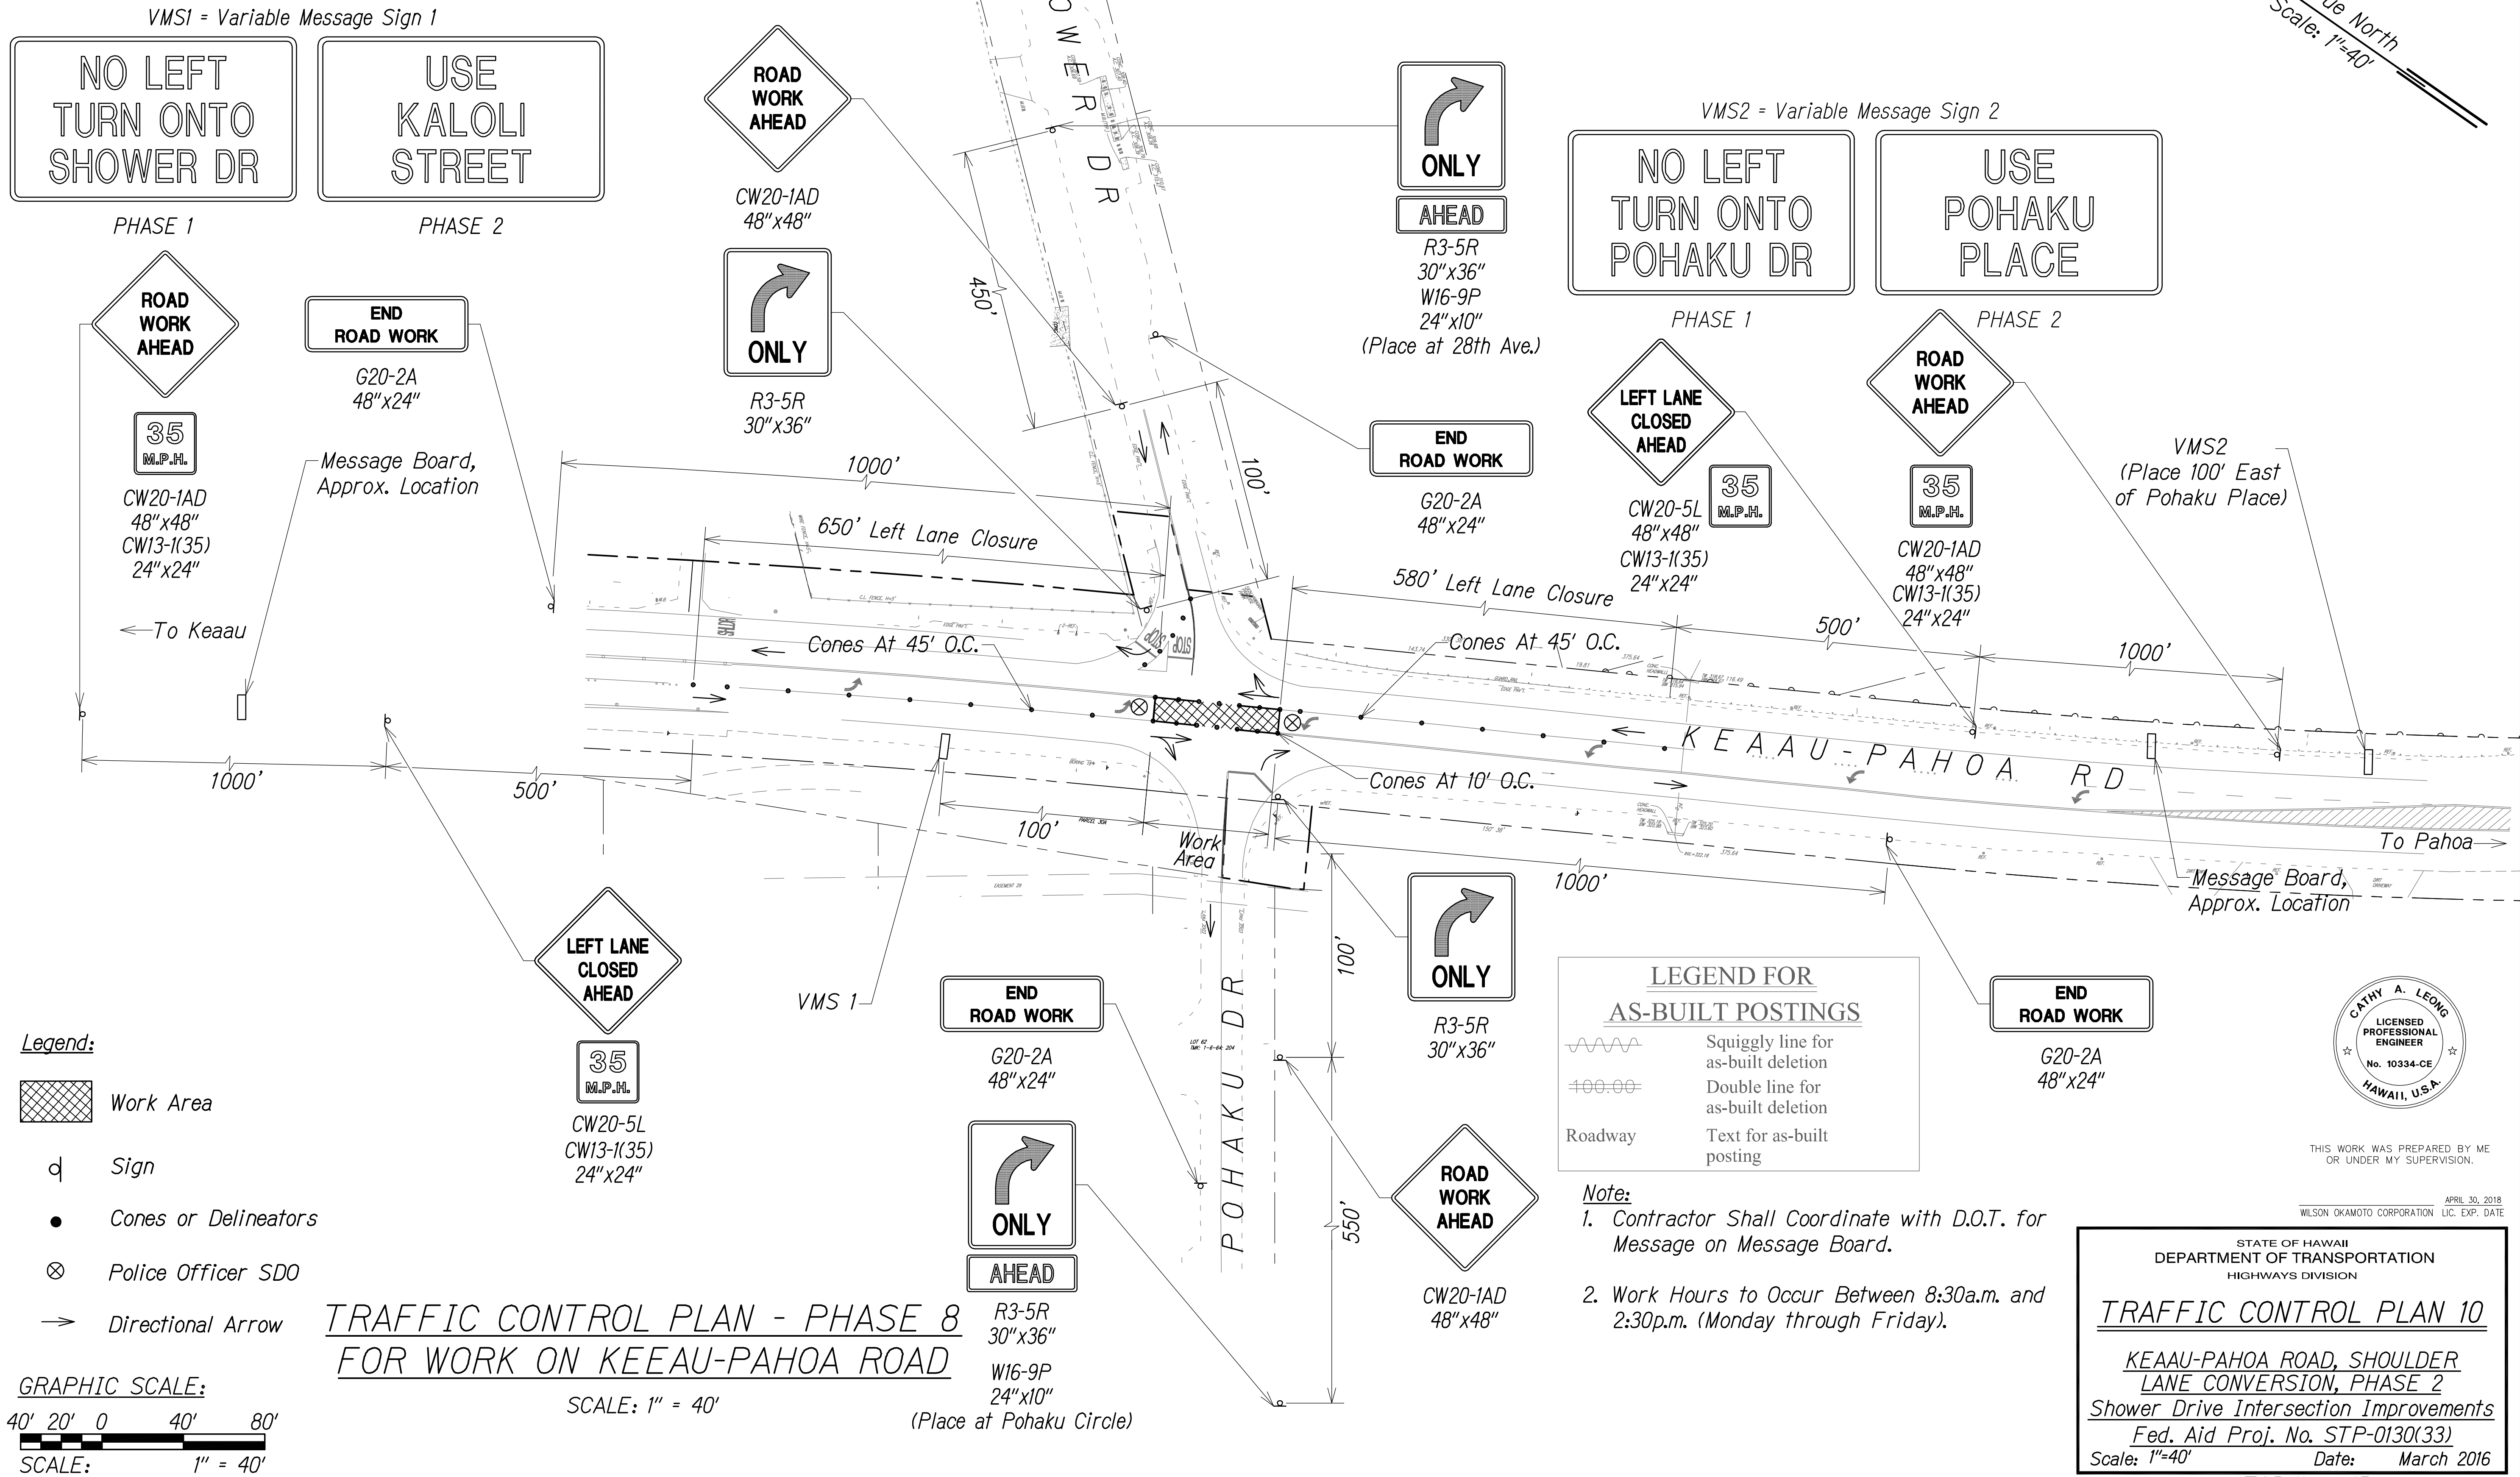 VMS1 = Variable Message Sign 1
NO LEFT
TURN ONTO
SHOWER DR
PHASE 1
USE
KALOLI
STREET
PHASE 2
ROAD
WORK
AHEAD
35
M.P.H.
CW20-1AD
48"x48"
CW13-1(35)
24"x24"
END
ROAD WORK
G20-2A
48"x24"
Message Board,
Approx. Location
ROAD
WORK
AHEAD
CW20-1AD
48"x48"
ONLY
R3-5R
30"x36"
OWER DR
450'
100'
ONLY
AHEAD
R3-5R
30"x36"
W16-9P
24"x10"
(Place at 28th Ave.)
END
ROAD WORK
G20-2A
48"x24"
ue North
Scale: 1"=40'
VMS2 = Variable Message Sign 2
NO LEFT
TURN ONTO
POHAKU DR
PHASE 1
USE
POHAKU
PLACE
PHASE 2
LEFT LANE
CLOSED
AHEAD
35
M.P.H.
CW20-5L
48"x48"
CW13-1(35)
24"x24"
ROAD
WORK
AHEAD
35
M.P.H.
CW20-1AD
48"x48"
CW13-1(35)
24"x24"
VMS2
(Place 100' East
of Pohaku Place)
1000'
650' Left Lane Closure
580' Left Lane Closure
500'
1000'
To Keaau
Cones At 45' O.C.
STOP
STOP
Cones At 45' O.C.
KEAAU-PAHOA RD
Cones At 10' O.C.
1000'
500'
100'
Work
Area
1000'
To Pahoa
Message Board,
Approx. Location
EASEMENT
PARCEL 30A
LEFT LANE
CLOSED
AHEAD
35
M.P.H.
CW20-5L
CW13-1(35)
24"x24"
VMS 1
END
ROAD WORK
G20-2A
48"x24"
ONLY
AHEAD
R3-5R
30"x36"
W16-9P
24"x10"
(Place at Pohaku Circle)
POHAKU DR
LOT 62
100'
550'
ONLY
R3-5R
30"x36"
ROAD
WORK
AHEAD
CW20-1AD
48"x48"
LEGEND FOR
AS-BUILT POSTINGS
Squiggly line for
as-built deletion
100.00 Double line for
as-built deletion
Roadway Text for as-built
posting
END
ROAD WORK
G20-2A
48"x24"
Note:
1. Contractor Shall Coordinate with D.O.T. for
Message on Message Board.
2. Work Hours to Occur Between 8:30a.m. and
2:30p.m. (Monday through Friday).
CATHY A. LEONG
LICENSED
PROFESSIONAL
ENGINEER
No. 10334-CE
HAWAII, U.S.A.
THIS WORK WAS PREPARED BY ME
OR UNDER MY SUPERVISION.
APRIL 30, 2018
WILSON OKAMOTO CORPORATION LIC. EXP. DATE
Legend:
Work Area
Sign
Cones or Delineators
Police Officer SDO
Directional Arrow
GRAPHIC SCALE:
40' 20' 0 40' 80'
SCALE: 1" = 40'
TRAFFIC CONTROL PLAN - PHASE 8
FOR WORK ON KEEAU-PAHOA ROAD
SCALE: 1" = 40'
STATE OF HAWAII
DEPARTMENT OF TRANSPORTATION
HIGHWAYS DIVISION
TRAFFIC CONTROL PLAN 10
KEAAU-PAHOA ROAD, SHOULDER
LANE CONVERSION, PHASE 2
Shower Drive Intersection Improvements
Fed. Aid Proj. No. STP-0130(33)
Scale: 1"=40' Date: March 2016